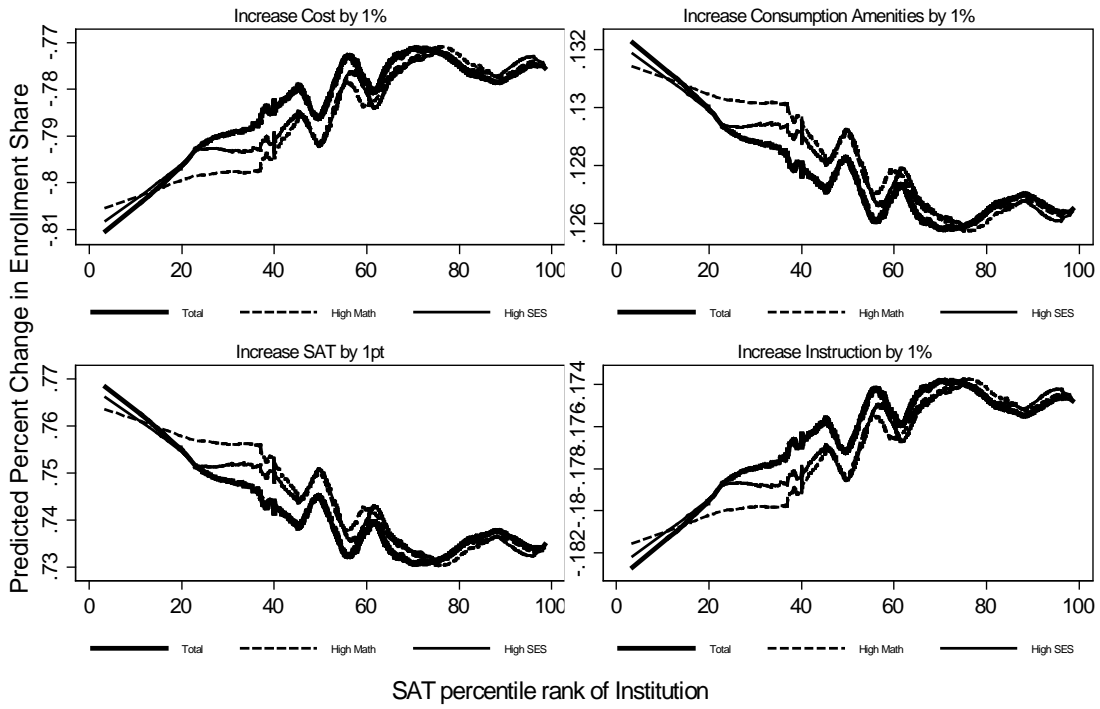 Predicted Percent Change in Enrollment Share
Increase Cost by 1%
-.77
-.78
-.79
-.8
-.81
0 20 40 60 80 100
Total High Math High SES
Increase Consumption Amenities by 1%
.132
.13
.128
.126
0 20 40 60 80 100
Total High Math High SES
Increase SAT by 1pt
.77
.76
.75
.74
.73
0 20 40 60 80 100
Total High Math High SES
Increase Instruction by 1%
-.182-.18-.178-.176-.174
0 20 40 60 80 100
Total High Math High SES
SAT percentile rank of Institution